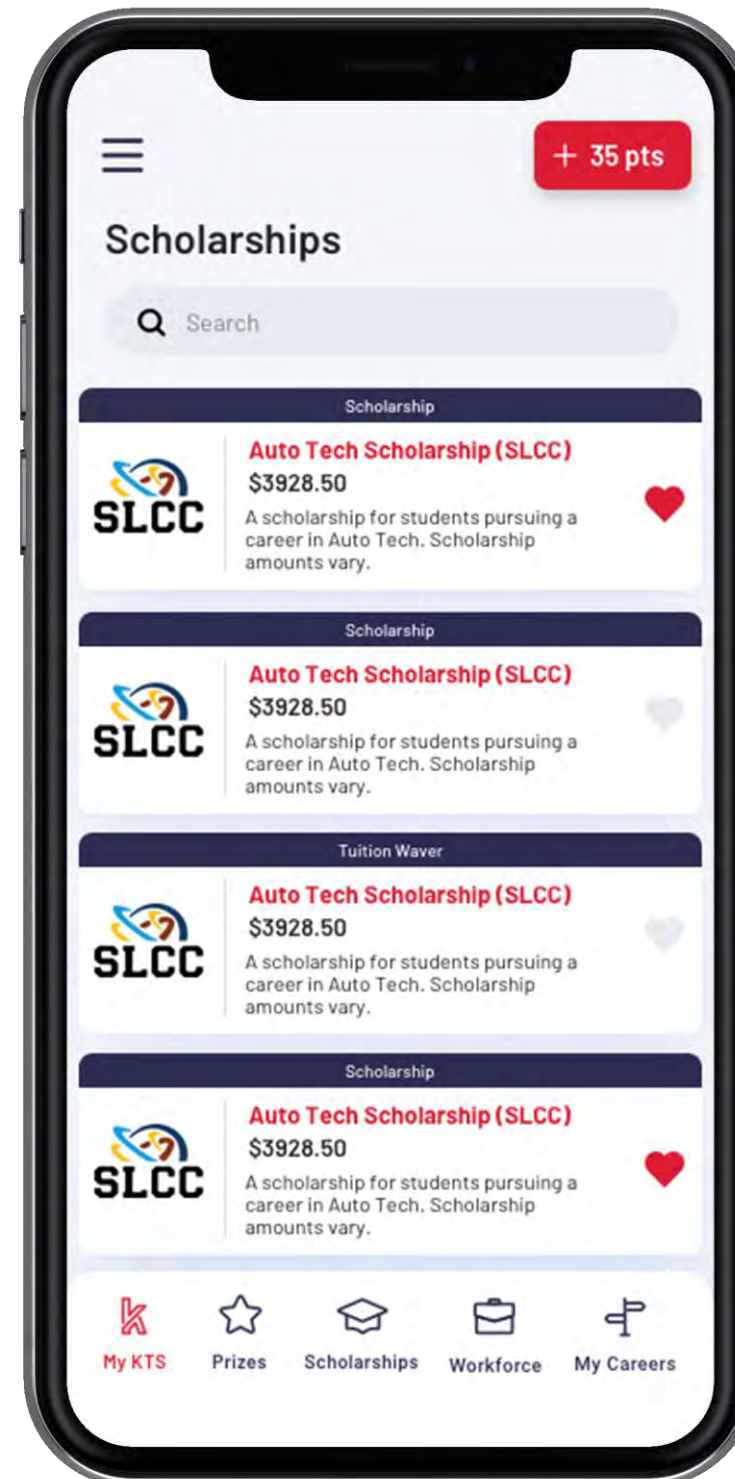 + 35 pts
Scholarships
Search
Scholarship
SLCC
Auto Tech Scholarship (SLCC)
$3928.50
A scholarship for students pursuing a
career in Auto Tech. Scholarship
amounts vary.
Scholarship
SLCC
Auto Tech Scholarship (SLCC)
$3928.50
A scholarship for students pursuing a
career in Auto Tech. Scholarship
amounts vary.
Tuition Waver
SLCC
Auto Tech Scholarship (SLCC)
$3928.50
A scholarship for students pursuing a
career in Auto Tech. Scholarship
amounts vary.
Scholarship
SLCC
Auto Tech Scholarship (SLCC)
$3928.50
A scholarship for students pursuing a
career in Auto Tech. Scholarship
amounts vary.
My KTS Prizes Scholarships Workforce My Careers